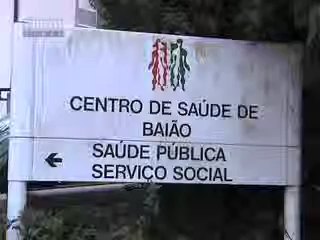 CENTRO DE SAÚDE DE
BAIÃO
SAÚDE PÚBLICA
SERVIÇO SOCIAL